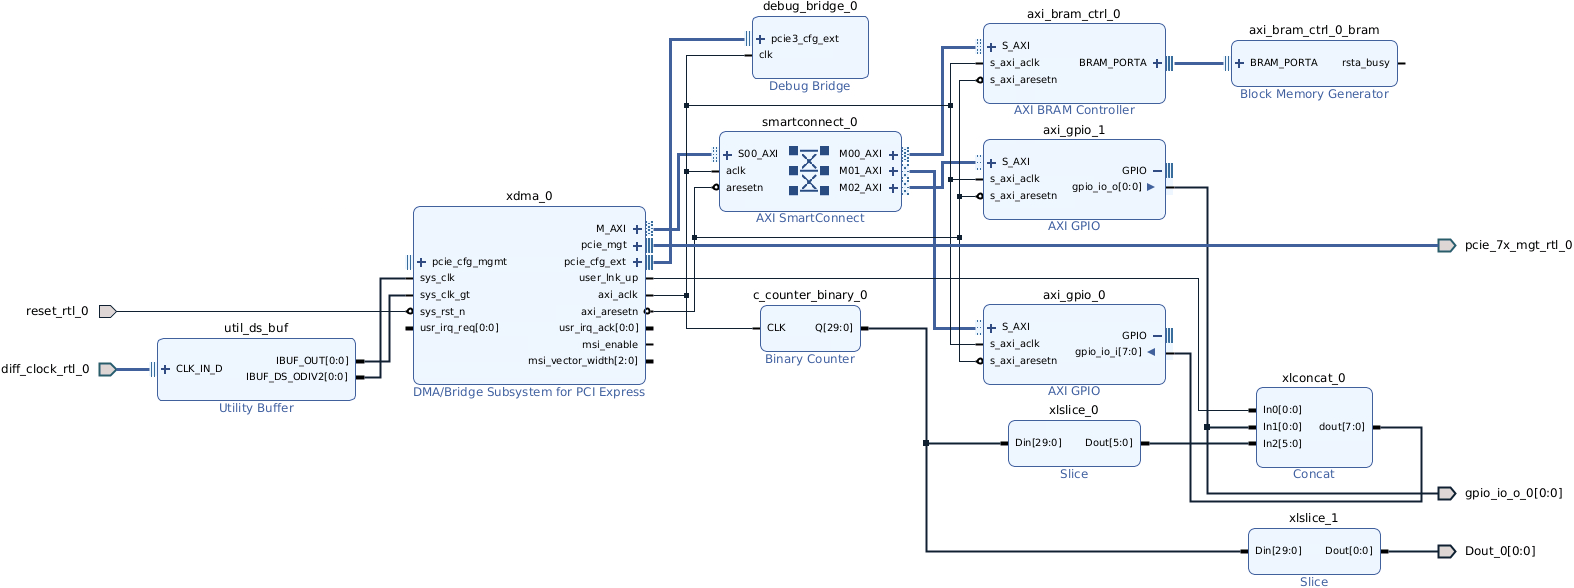 debug_bridge_0
pcie3_cfg_ext
clk
Debug Bridge
axi_bram_ctrl_0
S_AXI
s_axi_aclk
s_axi_aresetn
BRAM_PORTA
AXI BRAM Controller
axi_bram_ctrl_0_bram
BRAM_PORTA
rsta_busy
Block Memory Generator
smartconnect_0
S00_AXI
aclk
aresetn
M00_AXI
M01_AXI
M02_AXI
AXI SmartConnect
axi_gpio_1
S_AXI
s_axi_aclk
s_axi_aresetn
GPIO
gpio_io_o[0:0]
AXI GPIO
xdma_0
pcie_cfg_mgmt
sys_clk
sys_clk_gt
sys_rst_n
usr_irq_req[0:0]
M_AXI
pcie_mgt
pcie_cfg_ext
user_lnk_up
axi_aclk
axi_aresetn
usr_irq_ack[0:0]
msi_enable
msi_vector_width[2:0]
DMA/Bridge Subsystem for PCI Express
pcie_7x_mgt_rtl_0
reset_rtl_0
diff_clock_rtl_0
util_ds_buf
CLK_IN_D
IBUF_OUT[0:0]
IBUF_DS_ODIV2[0:0]
Utility Buffer
c_counter_binary_0
CLK
Q[29:0]
Binary Counter
axi_gpio_0
S_AXI
s_axi_aclk
s_axi_aresetn
GPIO
gpio_io_i[7:0]
AXI GPIO
xlslice_0
Din[29:0]
Dout[5:0]
Slice
xlconcat_0
In0[0:0]
In1[0:0]
In2[5:0]
dout[7:0]
Concat
gpio_io_o_0[0:0]
xlslice_1
Din[29:0]
Dout[0:0]
Slice
Dout_0[0:0]